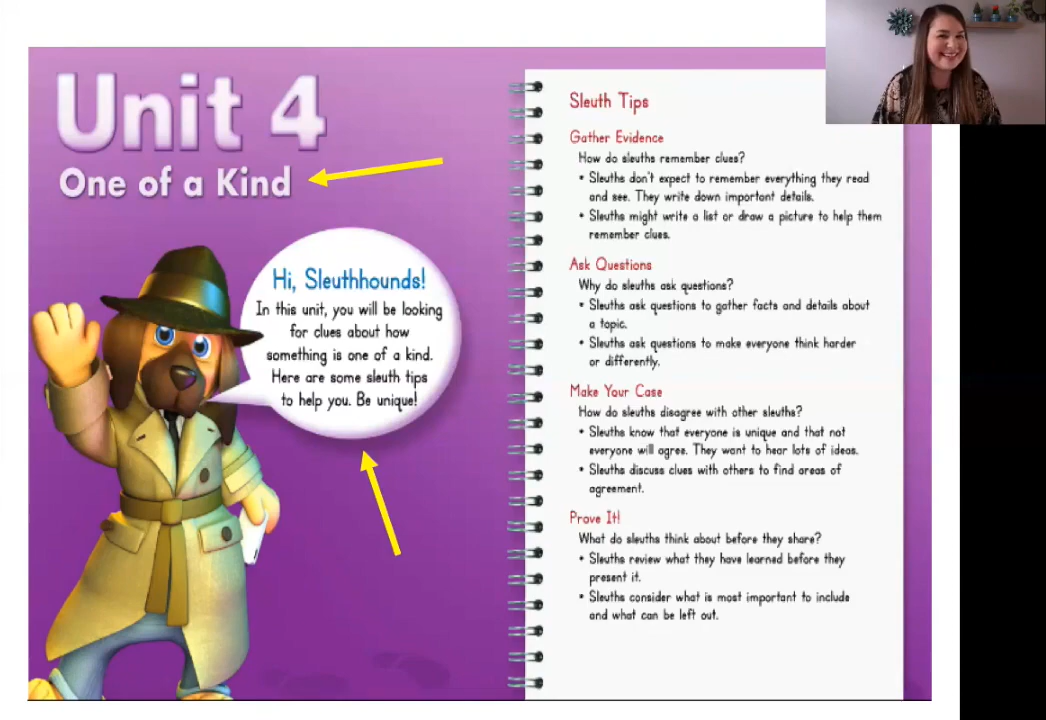 Unit 4
One of a Kind
Hi, Sleuthhounds!
In this unit, you will be looking
for clues about how
something is one of a kind.
Here are some sleuth tips
to help you. Be unique!
Sleuth Tips
Gather Evidence
How do sleuths remember clues?
• Sleuths don't expect to remember everything they read
and see. They write down important details.
• Sleuths might write a list or draw a picture to help them
remember clues.
Ask Questions
Why do sleuths ask questions?
• Sleuths ask questions to gather facts and details about
a topic.
• Sleuths ask questions to make everyone think harder
or differently.
Make Your Case
How do sleuths disagree with other sleuths?
• Sleuths know that everyone is unique and that not
everyone will agree. They want to hear lots of ideas.
• Sleuths discuss clues with others to find areas of
agreement.
Prove It!
What do sleuths think about before they share?
• Sleuths review what they have learned before they
present it.
• Sleuths consider what is most important to include
and what can be left out.